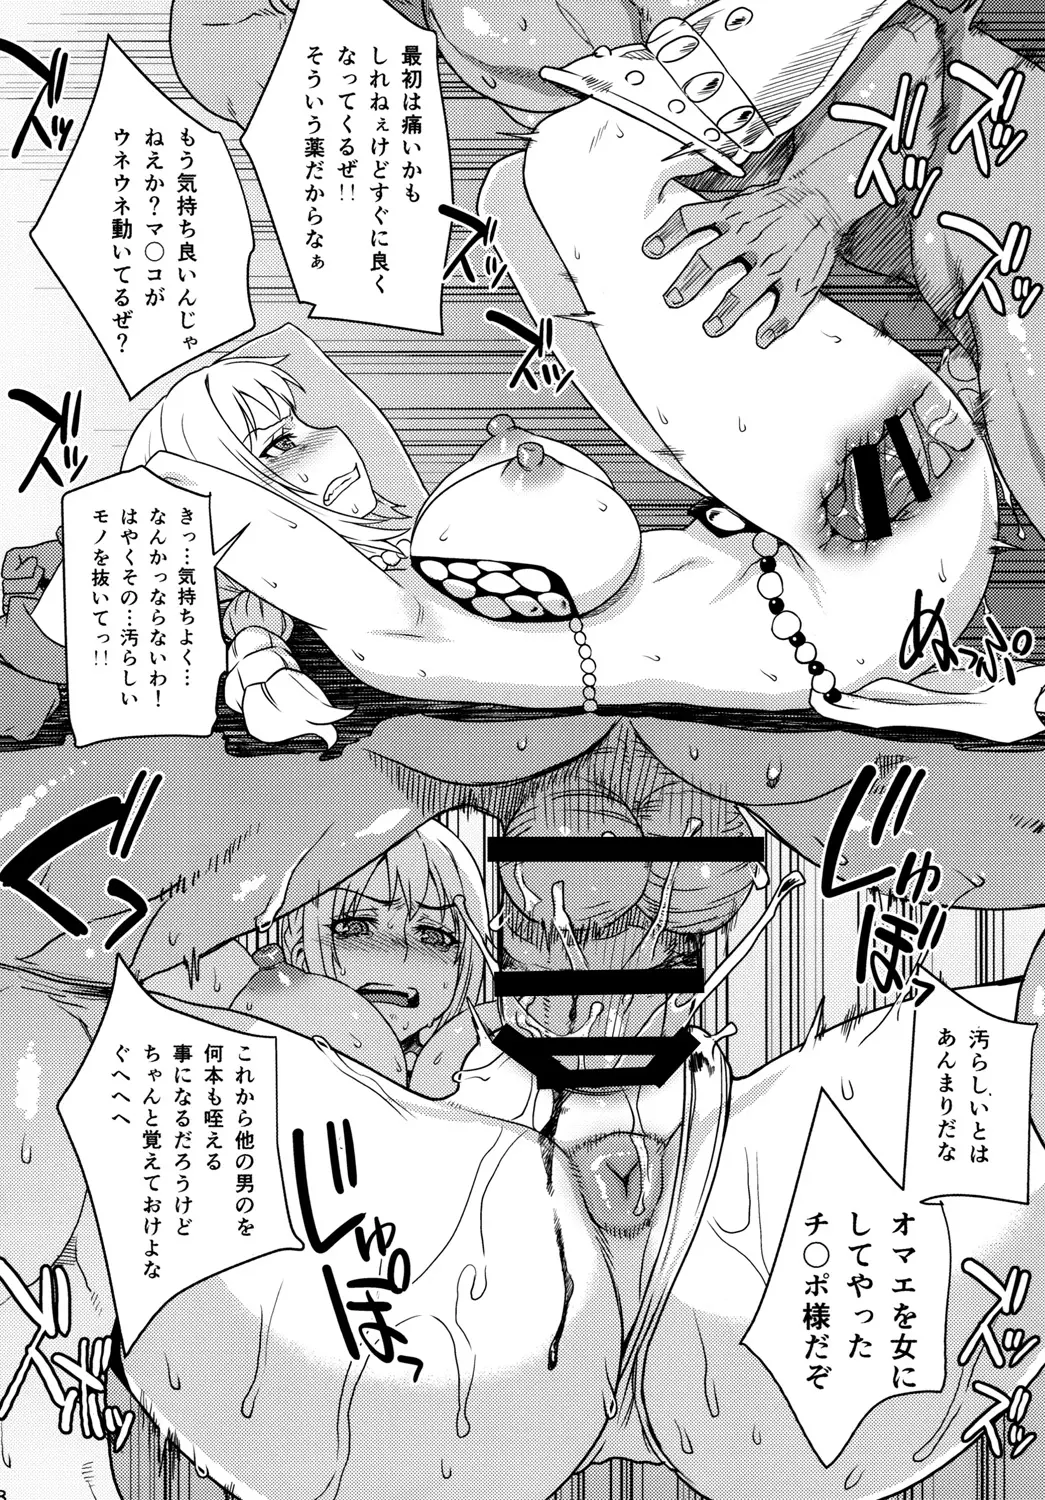 最初は痛いかも
しれねぇけどすぐに良く
なってくるぜ!!
そういう薬だからなぁ
もう気持ち良いんじゃ
ねえか？マ〇コが
ウネウネ動いてるぜ？
きっ…気持ちよく…
なんかっならないわ！
はやくその…汚らしい
モノを抜いてっ!!
ズッ
ズッ
ズッ
ズッ
ズッ
ズッ
ズッ
ぬっぷ°
汚らしいとは
あんまりだな
オマエを女に
してやった
チ〇ポ様だぞ
これから他の男のを
何本も咥える
事になるだろうけど
ちゃんと覚えておけよな
ぐへへへ
ぐっ
じゅぼっ
じゅぽっ
ズッ
ズッ